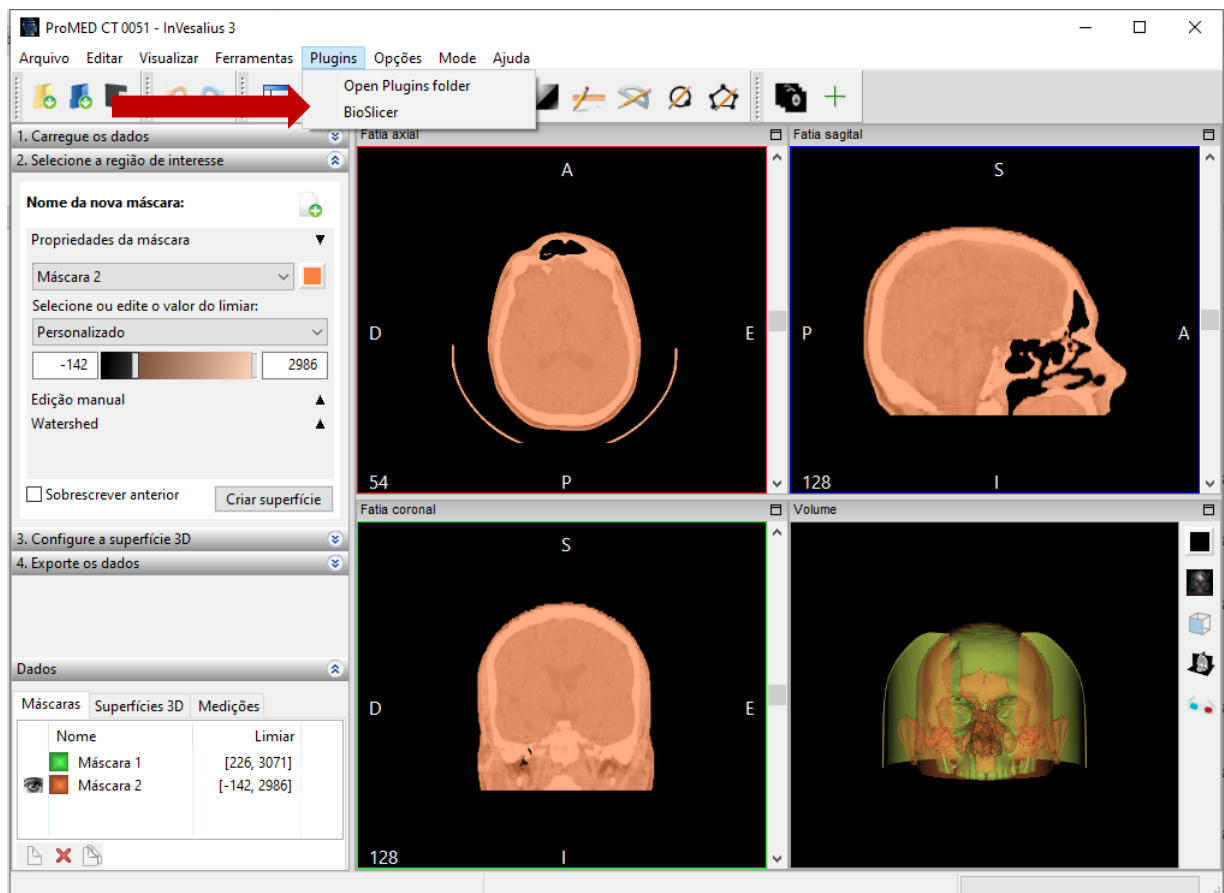 ProMED CT 0051 - InVesalius 3
Arquivo Editar Visualizar Ferramentas Plugins Opções Mode Ajuda
Open Plugins folder
BioSlicer
1. Carregue os dados
2. Selecione a região de interesse
Nome da nova máscara:
Propriedades da máscara
Máscara 2
Selecione ou edite o valor do limiar:
Personalizado
-142 2986
Edição manual
Watershed
Sobrescrever anterior Criar superfície
3. Configure a superfície 3D
4. Exporte os dados
Dados
Máscaras Superfícies 3D Medições
Nome Limiar
Máscara 1 [226, 3071]
Máscara 2 [-142, 2986]
Fatia axial
A
D E
54 P
Fatia sagital
S
P A
128 I
Fatia coronal
S
D E
128 I
Volume